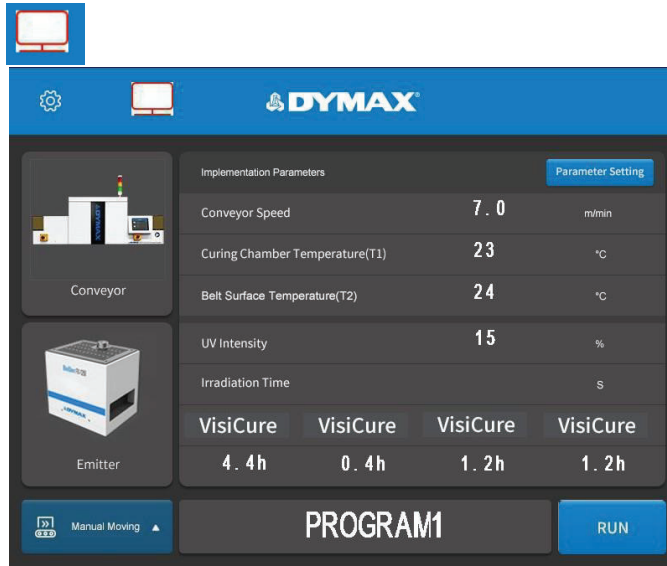 DYMAX
Implementation Parameters
Parameter Setting
Conveyor Speed 7.0 m/min
Curing Chamber Temperature(T1) 23 °C
Belt Surface Temperature(T2) 24 °C
Conveyor
DYMAX
UV Intensity 15 %
Irradiation Time S
VisiCure VisiCure VisiCure VisiCure
4.4h 0.4h 1.2h 1.2h
DYMAX
Emitter
Manual Moving
PROGRAM1
RUN